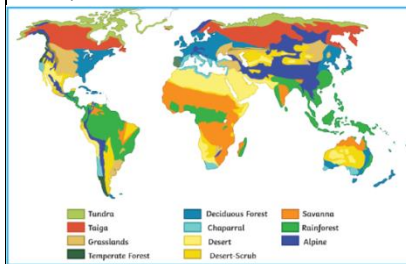 Tundra
Taiga
Grasslands
Temperate Forest
Deciduous Forest
Chaparral
Desert
Desert-Scrub
Savanna
Rainforest
Alpine